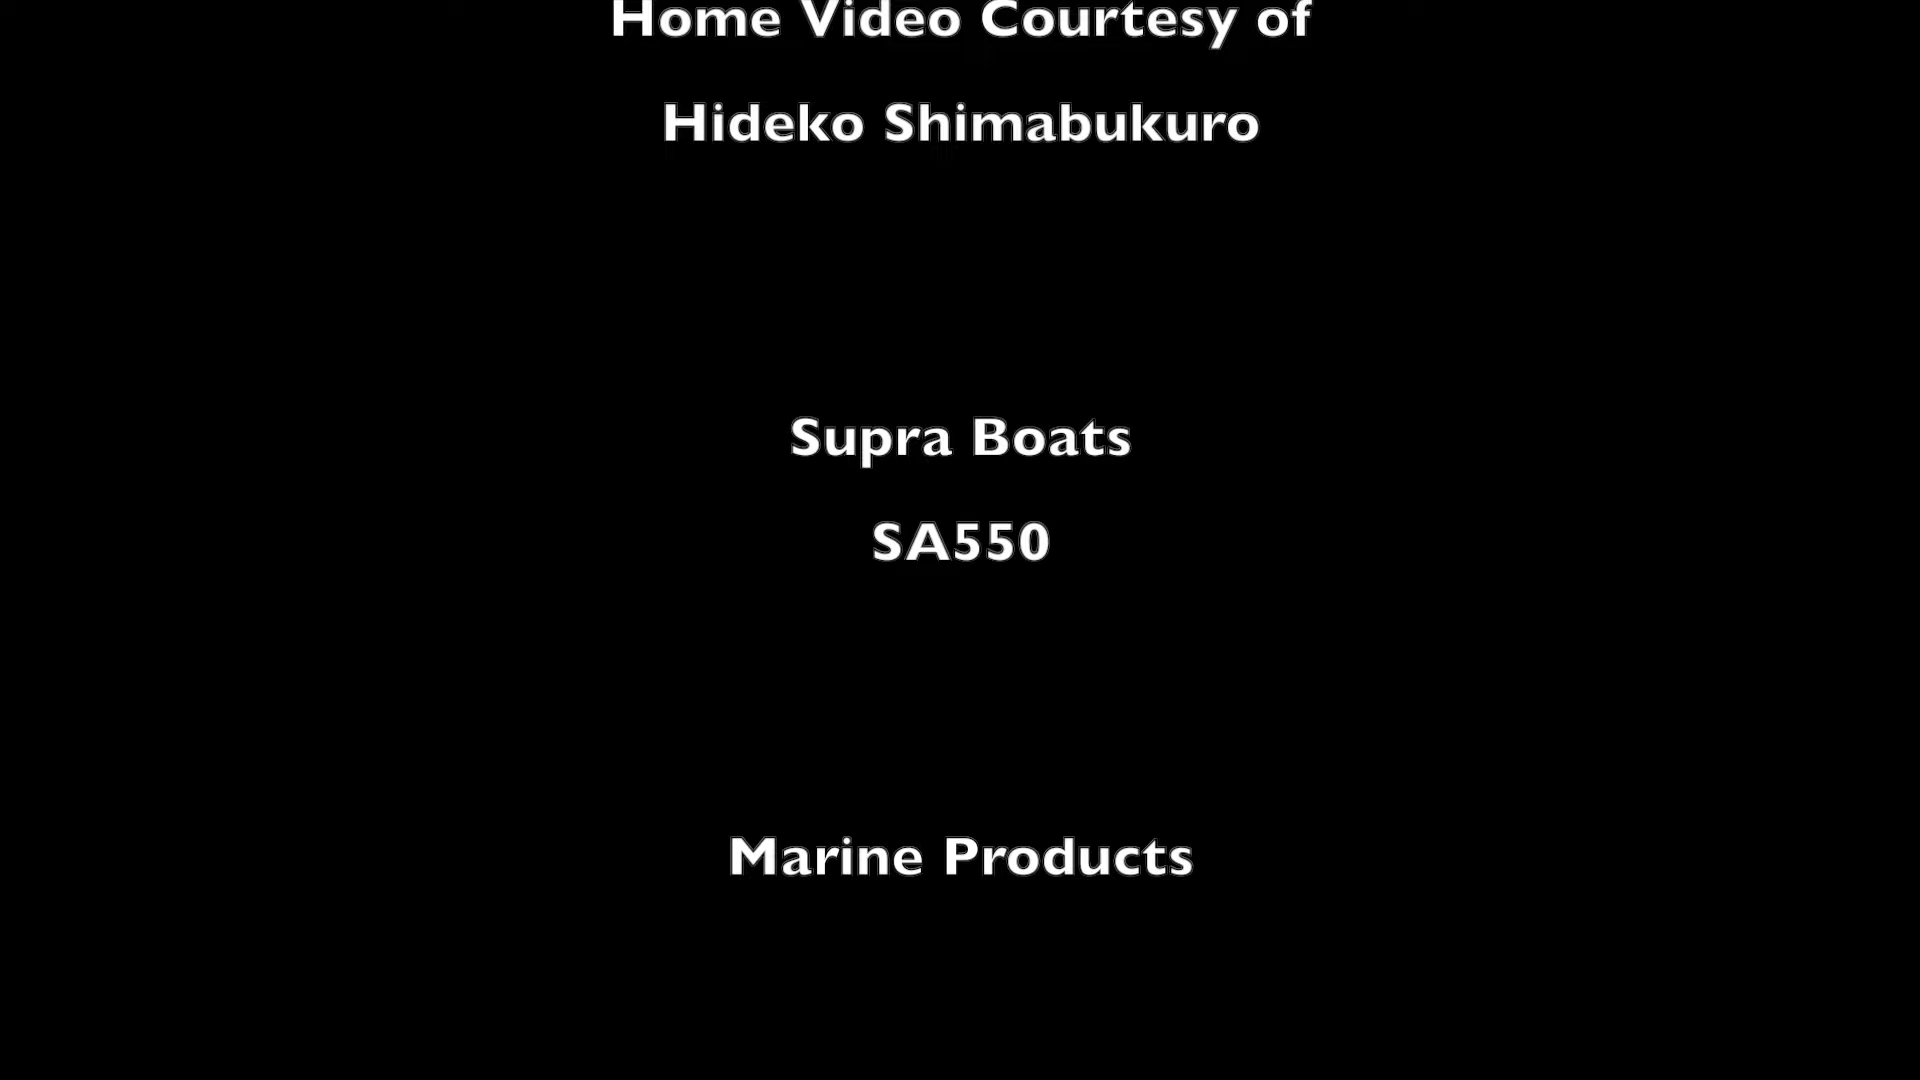 Home Video Courtesy of
Hideko Shimabukuro
Supra Boats
SA550
Marine Products